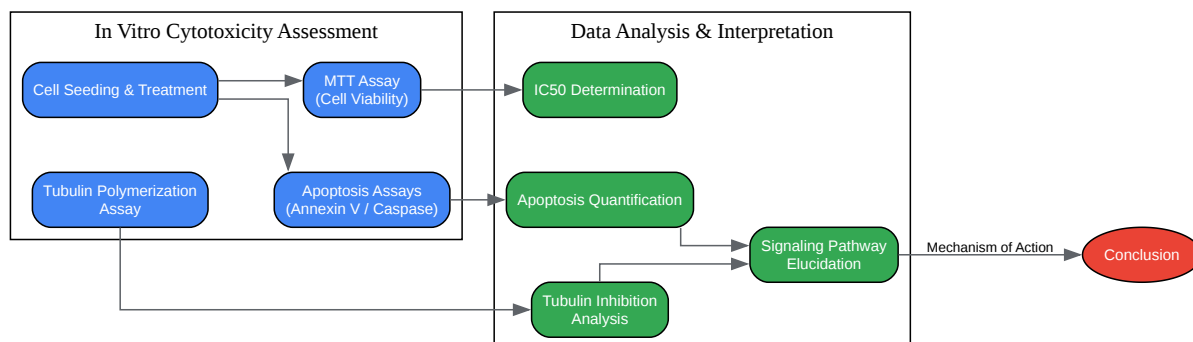 In Vitro Cytotoxicity Assessment
Data Analysis & Interpretation
Cell Seeding & Treatment
MTT Assay
(Cell Viability)
IC50 Determination
Tubulin Polymerization
Assay
Apoptosis Assays
(Annexin V / Caspase)
Apoptosis Quantification
Signaling Pathway
Elucidation
Mechanism of Action
Conclusion
Tubulin Inhibition
Analysis